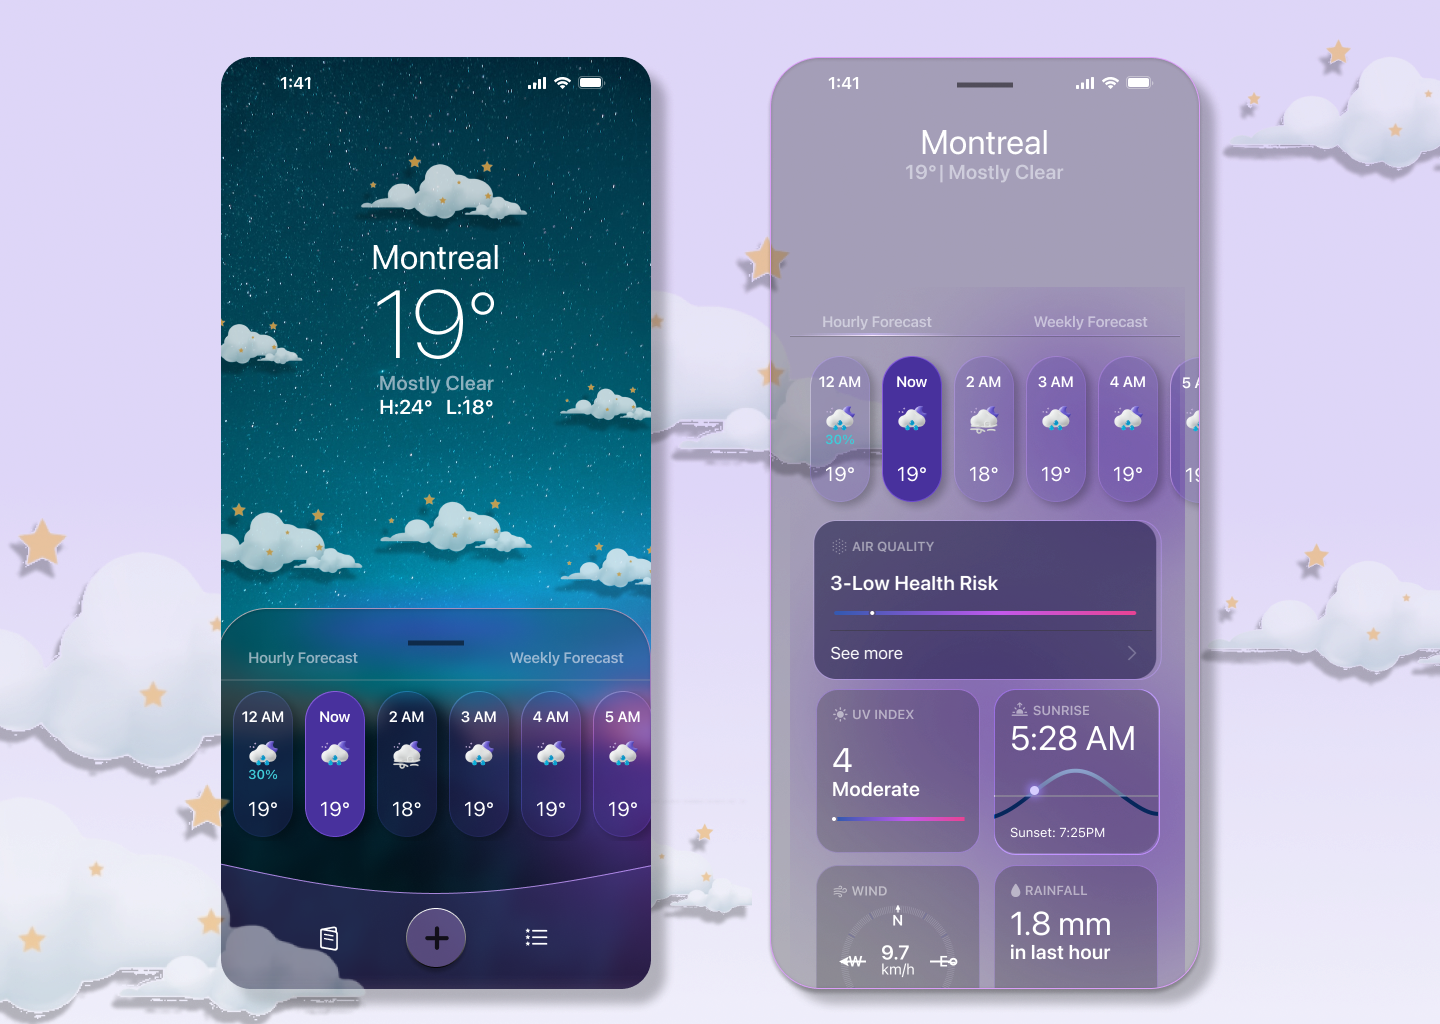 1:41
Montreal
19°
Mostly Clear
H:24° L:18°
Hourly Forecast Weekly Forecast
12 AM Now 2 AM 3 AM 4 AM 5 AM
30%
19° 19° 18° 19° 19° 19°
1:41
Montreal
19°| Mostly Clear
Hourly Forecast Weekly Forecast
12 AM Now 2 AM 3 AM 4 AM 5 A
30%
19° 19° 18° 19° 19° 19
AIR QUALITY
3-Low Health Risk
See more
UV INDEX
4
Moderate
SUNRISE
5:28 AM
Sunset: 7:25PM
WIND
N
W 9.7 E
km/h
RAINFALL
1.8 mm
in last hour